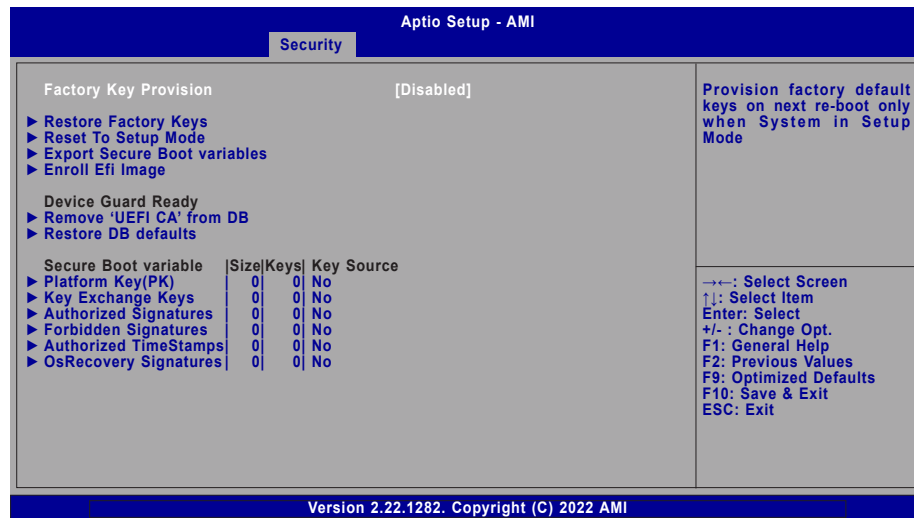 Aptio Setup - AMI
Security
Factory Key Provision [Disabled]
► Restore Factory Keys
► Reset To Setup Mode
► Export Secure Boot variables
► Enroll Efi Image
Device Guard Ready
► Remove ‘UEFI CA’ from DB
► Restore DB defaults
Secure Boot variable |Size|Keys| Key Source
► Platform Key(PK) | 0| 0| No
► Key Exchange Keys | 0| 0| No
► Authorized Signatures | 0| 0| No
► Forbidden Signatures | 0| 0| No
► Authorized TimeStamps| 0| 0| No
► OsRecovery Signatures| 0| 0| No
Provision factory default
keys on next re-boot only
when System in Setup
Mode
→←: Select Screen
↑↓: Select Item
Enter: Select
+/- : Change Opt.
F1: General Help
F2: Previous Values
F9: Optimized Defaults
F10: Save & Exit
ESC: Exit
Version 2.22.1282. Copyright (C) 2022 AMI